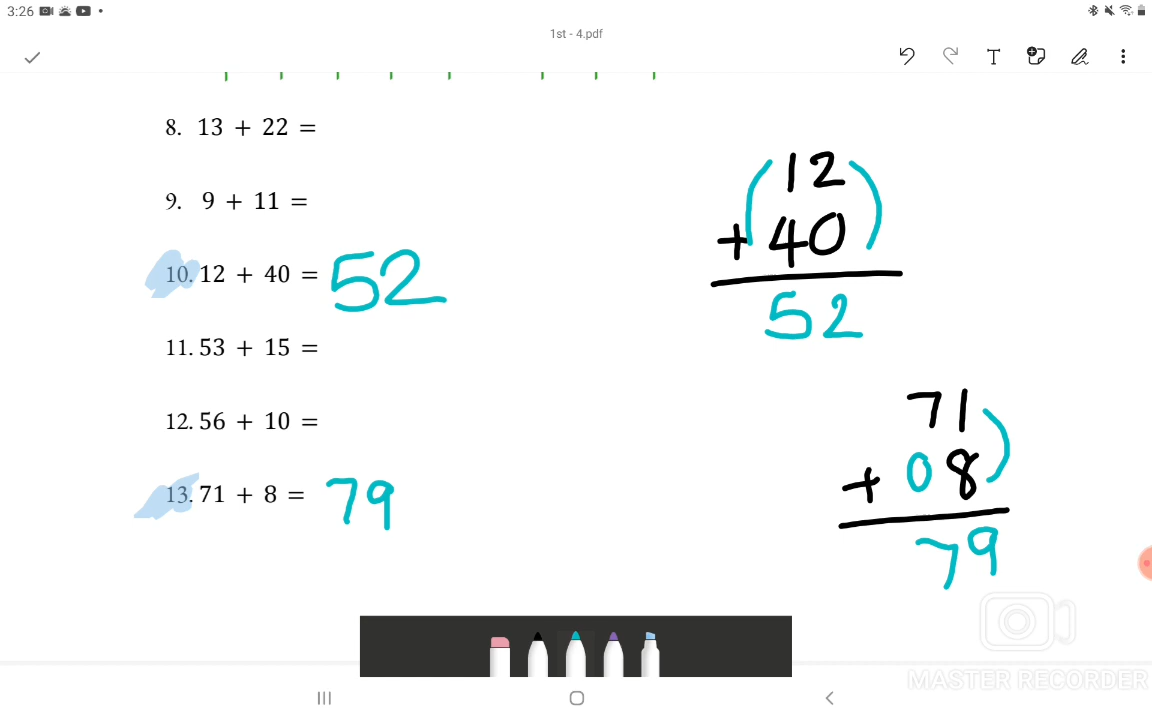 3:26
1st - 4.pdf
T
8. 13 + 22 =
9. 9 + 11 =
10. 12 + 40 = 52
11. 53 + 15 =
12. 56 + 10 =
13. 71 + 8 = 79
12
+ 40
52
71
+ 08
79
MASTER RECORDER